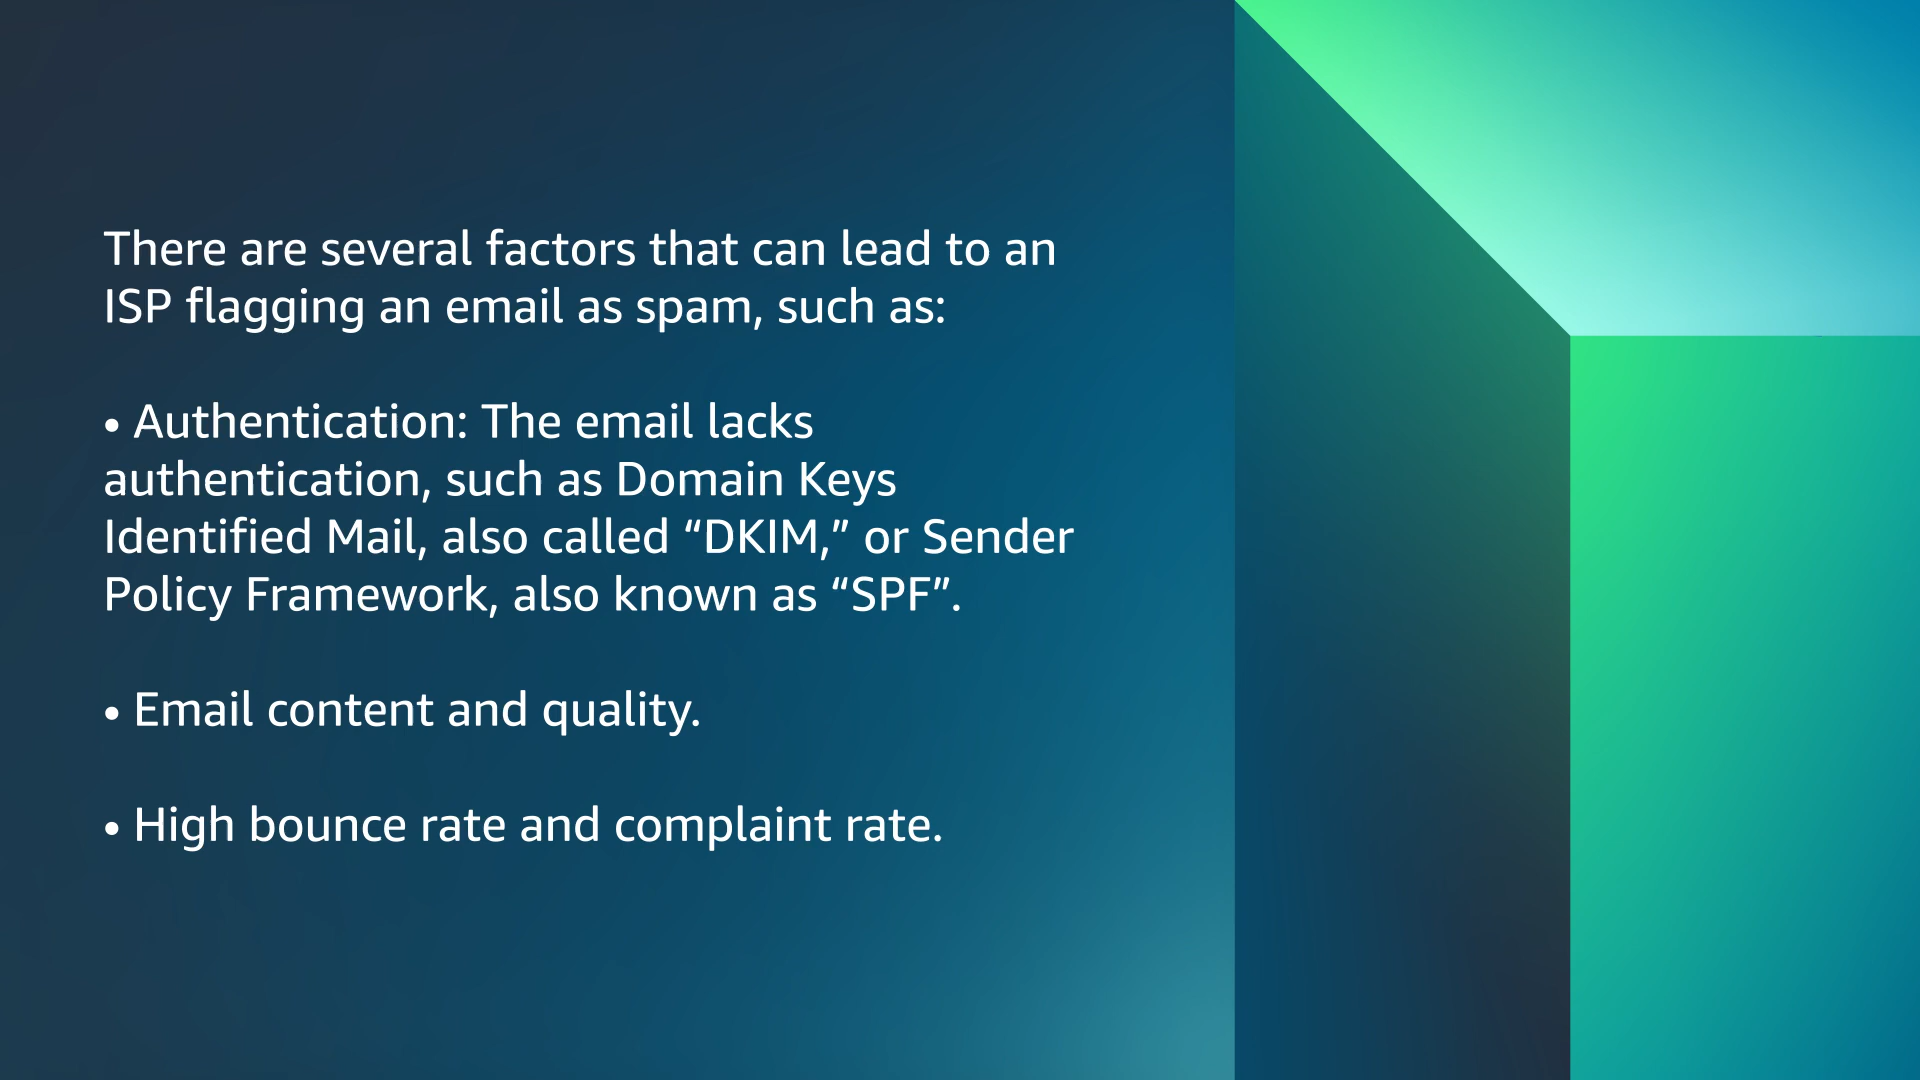 There are several factors that can lead to an
ISP flagging an email as spam, such as:
• Authentication: The email lacks
authentication, such as Domain Keys
Identified Mail, also called “DKIM,” or Sender
Policy Framework, also known as “SPF”.
• Email content and quality.
• High bounce rate and complaint rate.